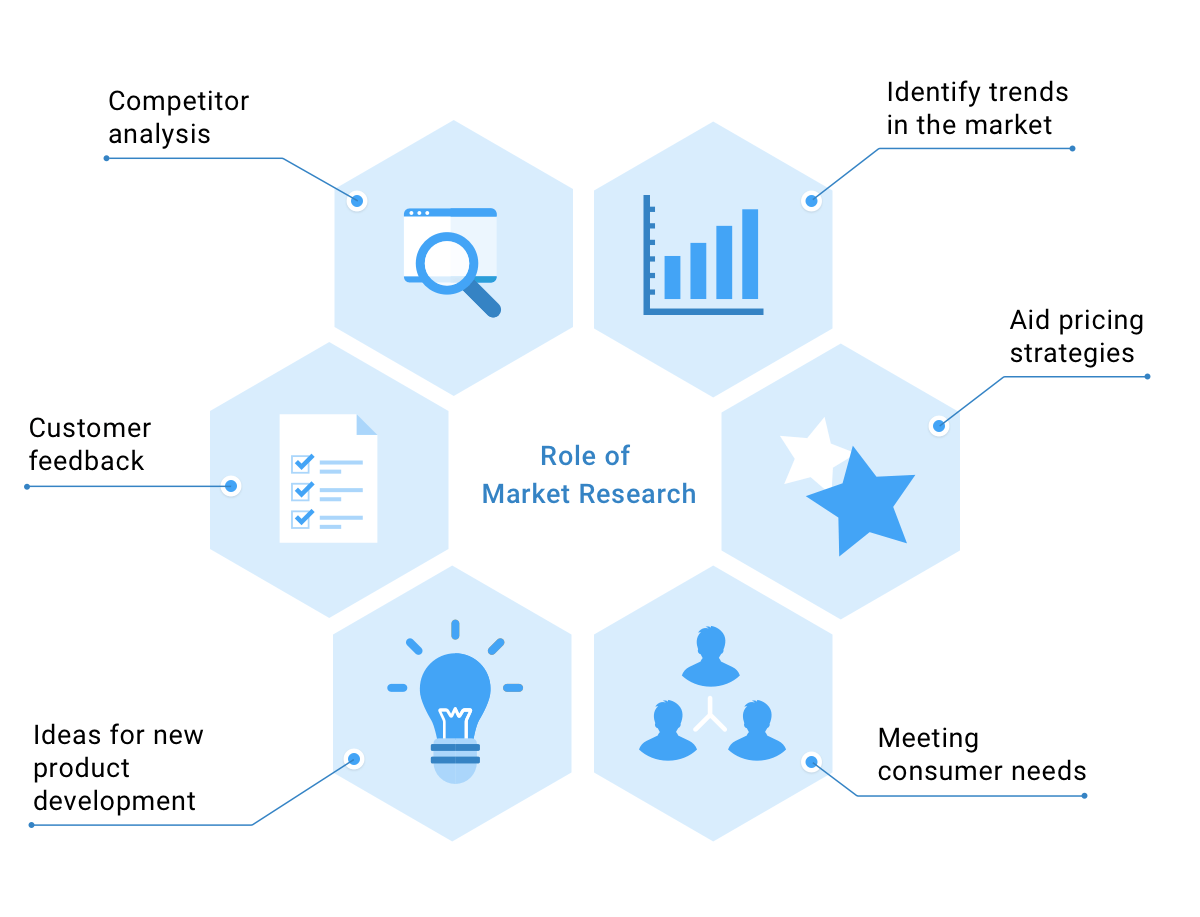 Competitor
analysis
Identify trends
in the market
Aid pricing
strategies
Customer
feedback
Role of
Market Research
Ideas for new
product
development
Meeting
consumer needs